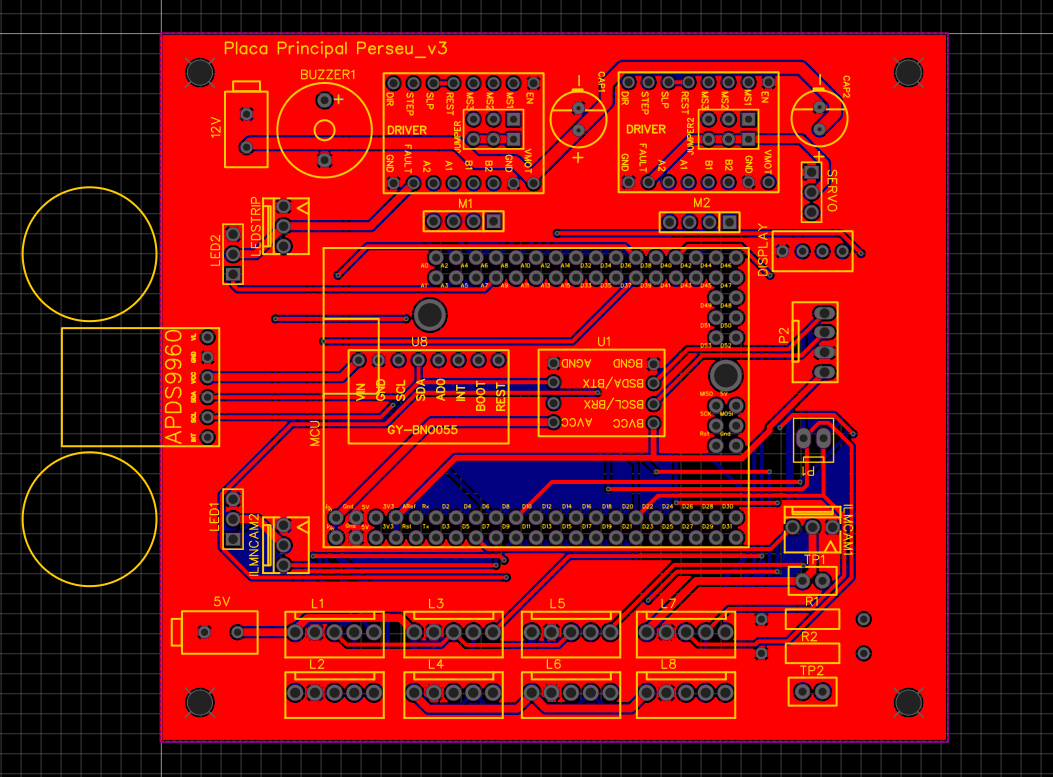 Placa Principal Perseu_v3
BUZZER1
+
12V
DIR STEP SLP REST MS3 MS2 MS1 EN
DRIVER
JUMPER
GND FAULT A2 A1 B1 B2 GND VMOT
CAP1
+
DIR STEP SLP REST MS3 MS2 MS1 EN
DRIVER
JUMPER2
GND FAULT A2 A1 B1 B2 GND VMOT
CAP2
+
SERVO
M1
M2
LEDSTRIP
LED2
DISPLAY
A0 A2 A4 A6 A8 A10 A12 A14 D32 D34 D36 D38 D40 D42 D44 D46
A1 A3 A5 A7 A9 A11 A13 A15 D33 D35 D37 D39 D41 D43 D45 D47
D49 D48
D51 D50
D53 D52
P2
APDS9960
VL
GND
VCC
SDA
SCL
INT
U8
VIN GND SCL SDA AD0 INT BOOT REST
GY-BNO055
U1
AGND BGND
BSDA/BTX
BSCL/BRX
AVCC BVCC
MISO 5V
SCK MOSI
Rst Gnd
MCU
P1
Gnd 5V 3V3 ARef Rx D2 D4 D6 D8 D10 D12 D14 D16 D18 D20 D22 D24 D26 D28 D30
Gnd 5V 3V3 Rst Tx D3 D5 D7 D9 D11 D13 D15 D17 D19 D21 D23 D25 D27 D29 D31
LED1
ILMNCAM2
ILMCAM1
TP1
5V
L1
L3
L5
L7
R1
R2
L2
L4
L6
L8
TP2